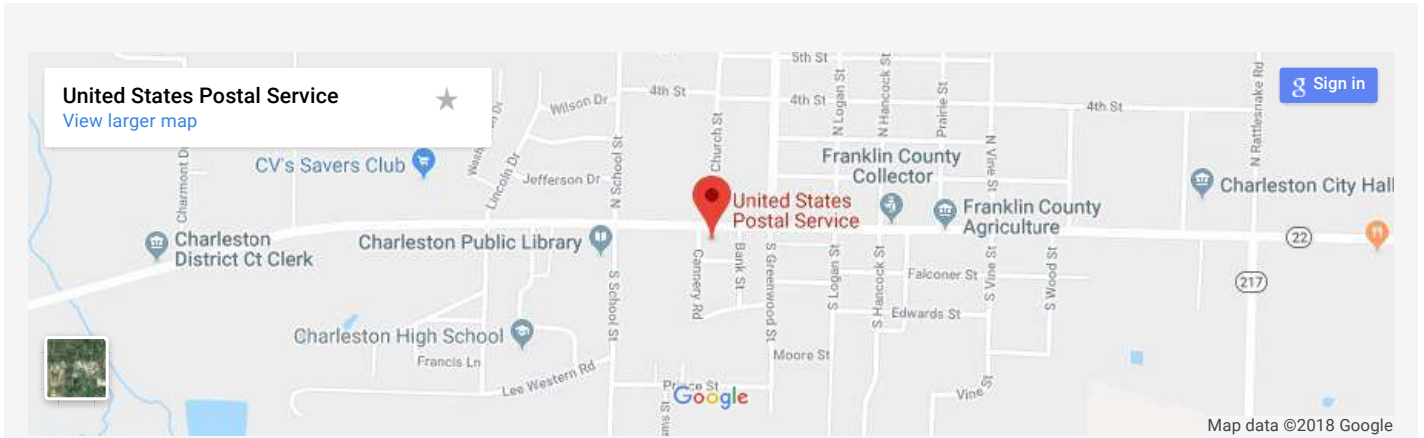 United States Postal Service
View larger map
Sign in
5th St
4th St
4th St
4th St
Wilson Dr
Jefferson Dr
Lincoln Dr
Charmont D
N School St
Church St
N Logan St
N Hancock St
Prairie St
N Vine St
N Rattlesnake Rd
CV's Savers Club
Franklin County
Collector
Charleston City Hall
United States
Postal Service
Franklin County
Agriculture
Charleston
District Ct Clerk
Charleston Public Library
22
217
Cannery Rd
Bank St
S Greenwood St
S Logan St
S Hancock St
S Vine St
S Wood St
S School St
Falconer St
Edwards St
Charleston High School
Francis Ln
Lee Western Rd
Moore St
Vine St
Google
Map data ©2018 Google